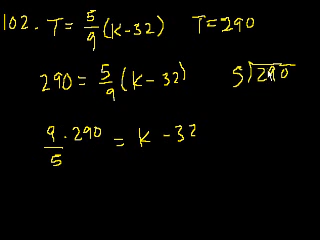 102. T = 5/9 (K - 32) T = 290
290 = 5/9 (K - 32) 5)290
9/5 · 290 = K - 32